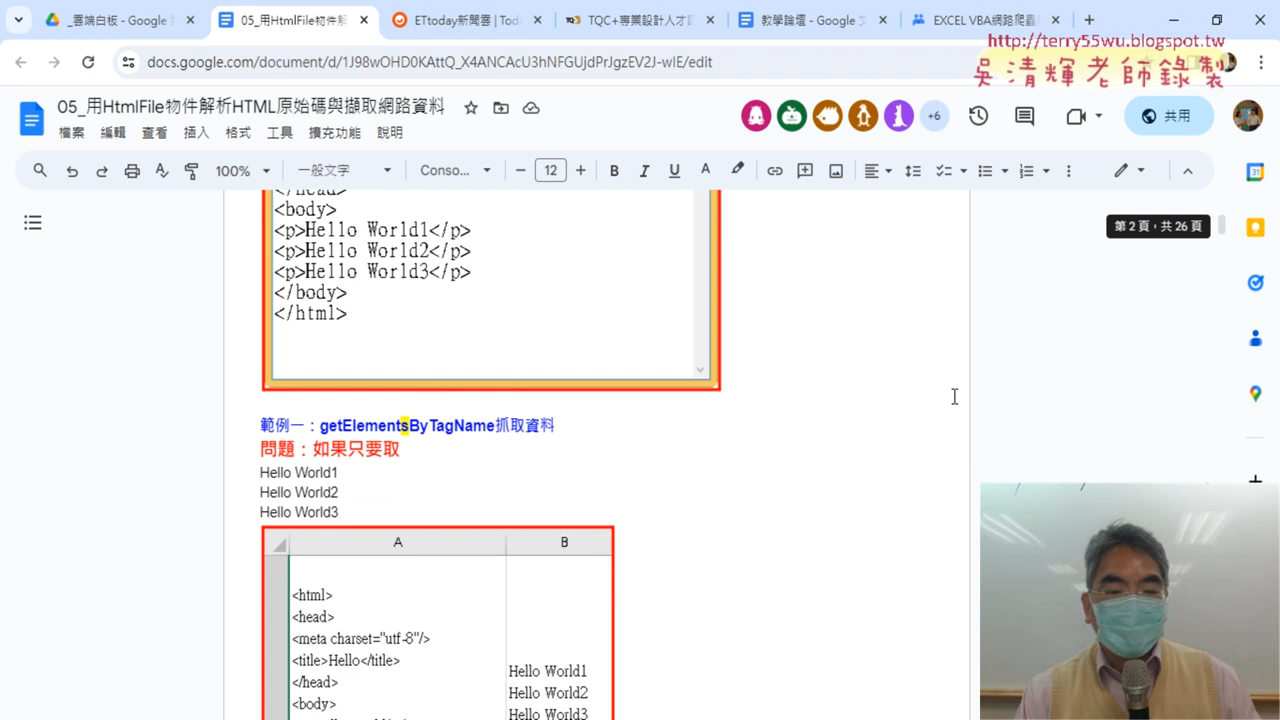 _雲端白板 - Google
05_用HtmlFile物件解
ETtoday新聞雲 | Toda
TQC+專業設計人才認
教學論壇 - Google 文
EXCEL VBA網路爬蟲
http://terry55wu.blogspot.tw
docs.google.com/document/d/1J98wOHD0KAttQ_X4ANCAcU3hNFGUjdPrJgzEV2J-wIE/edit
吳清輝老師錄製
05_用HtmlFile物件解析HTML原始碼與擷取網路資料
+6
共用
檔案 編輯 查看 插入 格式 工具 擴充功能 說明
100% 一般文字 Conso... 12 B I U A
</head>
<body>
<p>Hello World1</p>
<p>Hello World2</p>
<p>Hello World3</p>
</body>
</html>
第 2 頁，共 26 頁
範例一：getElementsByTagName抓取資料
問題：如果只要取
Hello World1
Hello World2
Hello World3
A B
<html>
<head>
<meta charset="utf-8"/>
<title>Hello</title>
</head>
<body>
Hello World1
Hello World2
Hello World3